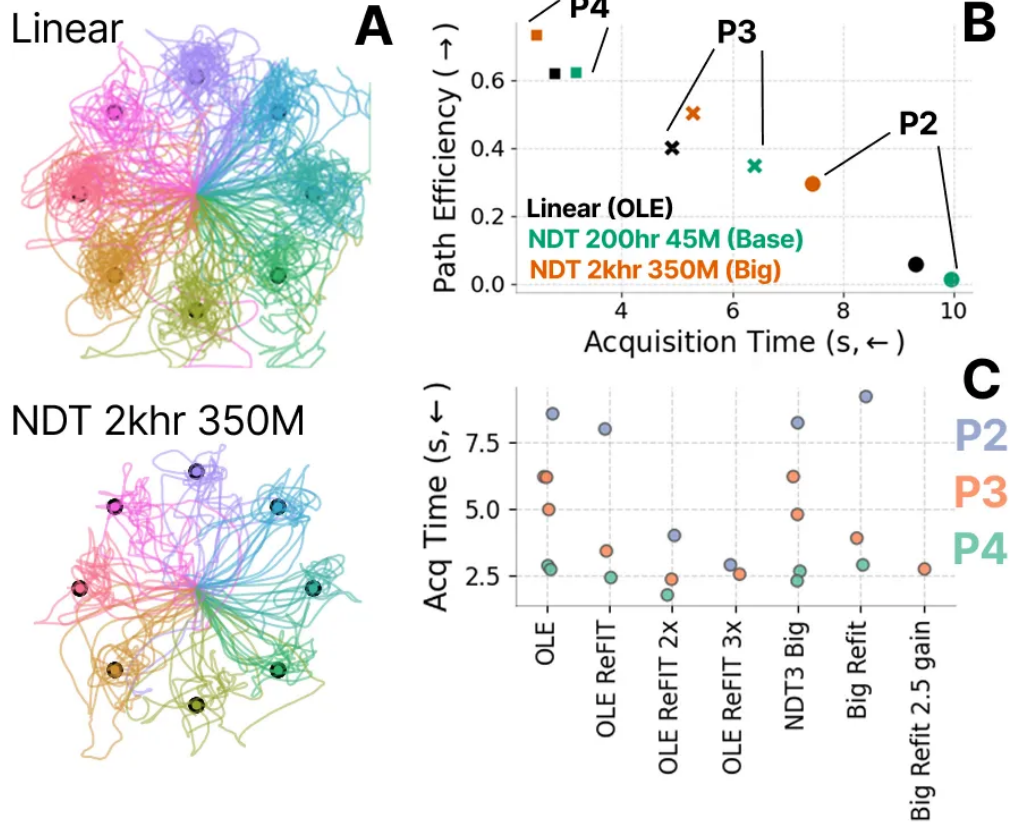 Linear
A
NDT 2khr 350M
P4
B
P3
P2
Path Efficiency (→)
0.6
0.4
0.2
0.0
Linear (OLE)
NDT 200hr 45M (Base)
NDT 2khr 350M (Big)
4 6 8 10
Acquisition Time (s,←)
C
Acq Time (s,←)
7.5
5.0
2.5
P2
P3
P4
OLE
OLE ReFIT
OLE ReFIT 2x
OLE ReFIT 3x
NDT3 Big
Big Refit
Big Refit 2.5 gain